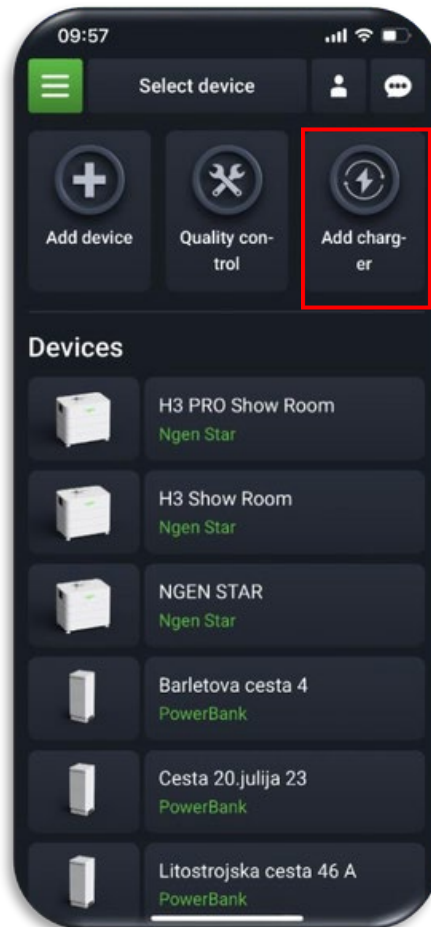 09:57
Select device
Add device
Quality con-
trol
Add charg-
er
Devices
H3 PRO Show Room
Ngen Star
H3 Show Room
Ngen Star
NGEN STAR
Ngen Star
Barletova cesta 4
PowerBank
Cesta 20.julija 23
PowerBank
Litostrojska cesta 46 A
PowerBank